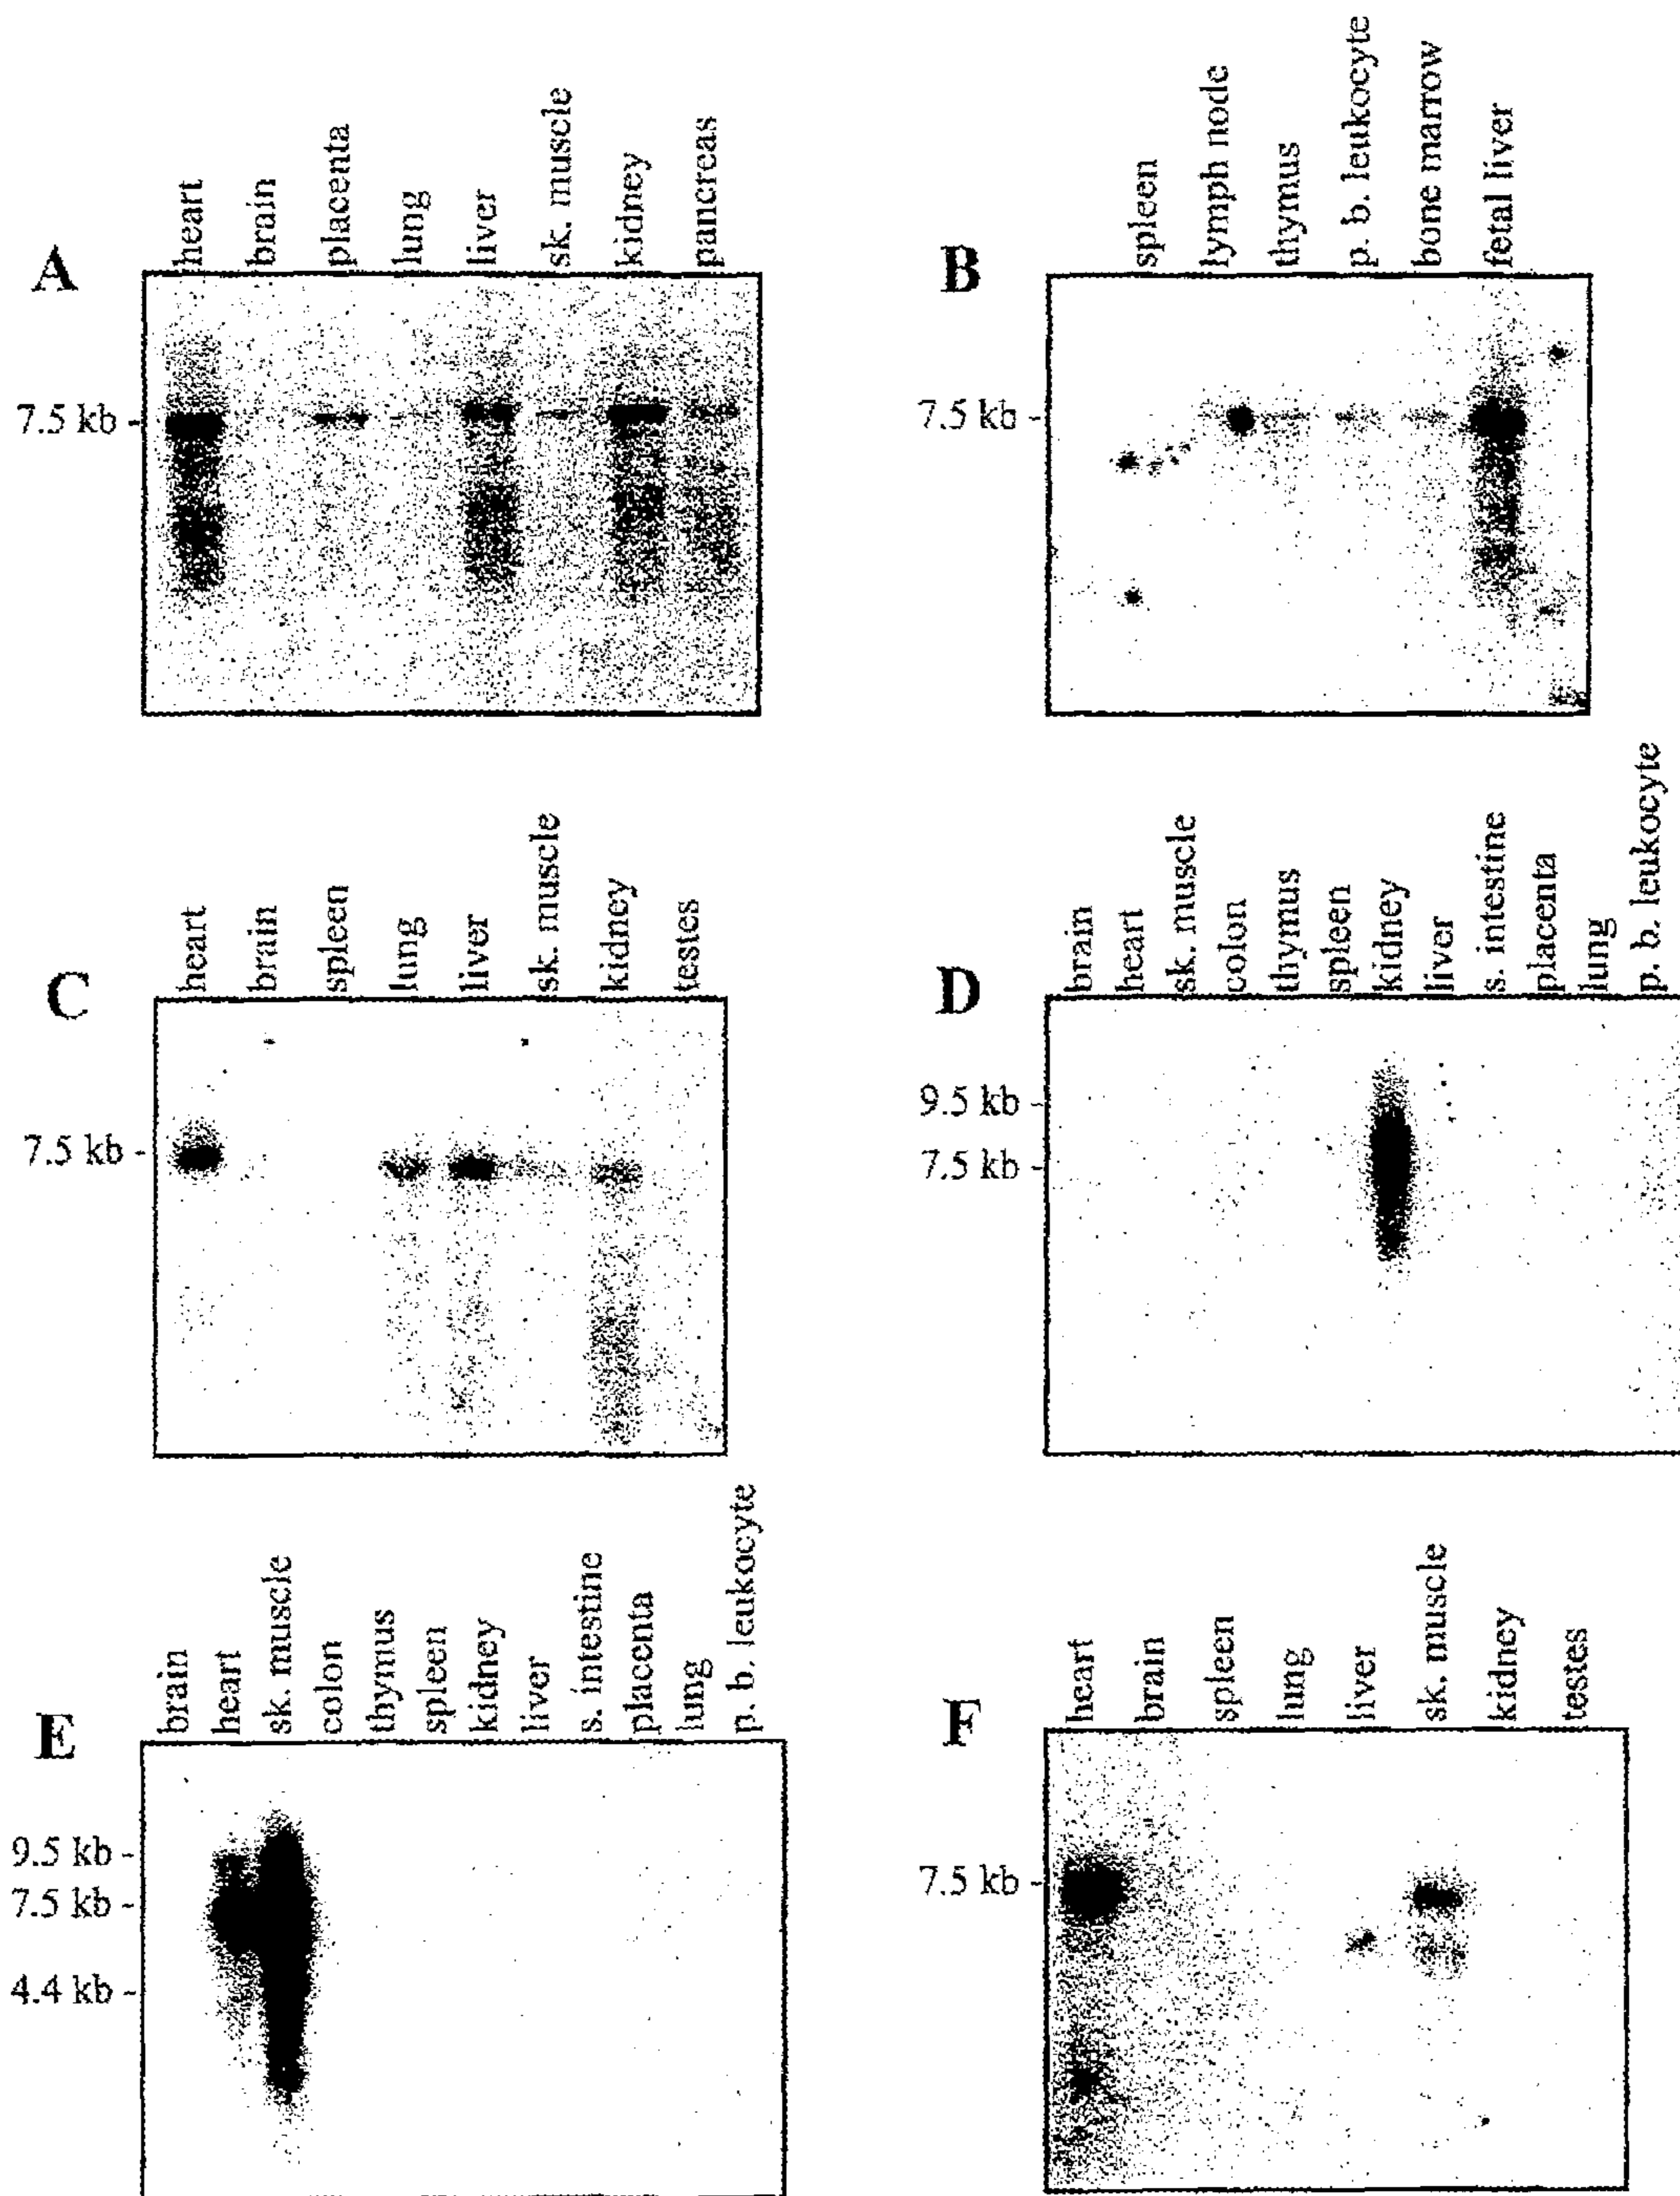 A
heart
brain
placenta
lung
liver
sk. muscle
kidney
pancreas
7.5 kb -
B
spleen
lymph node
thymus
p. b. leukocyte
bone marrow
fetal liver
7.5 kb -
C
heart
brain
spleen
lung
liver
sk. muscle
kidney
testes
7.5 kb -
D
brain
heart
sk. muscle
colon
thymus
spleen
kidney
liver
s. intestine
placenta
lung
p. b. leukocyte
9.5 kb -
7.5 kb -
E
brain
heart
sk. muscle
colon
thymus
spleen
kidney
liver
s. intestine
placenta
lung
p. b. leukocyte
9.5 kb -
7.5 kb -
4.4 kb -
F
heart
brain
spleen
lung
liver
sk. muscle
kidney
testes
7.5 kb -